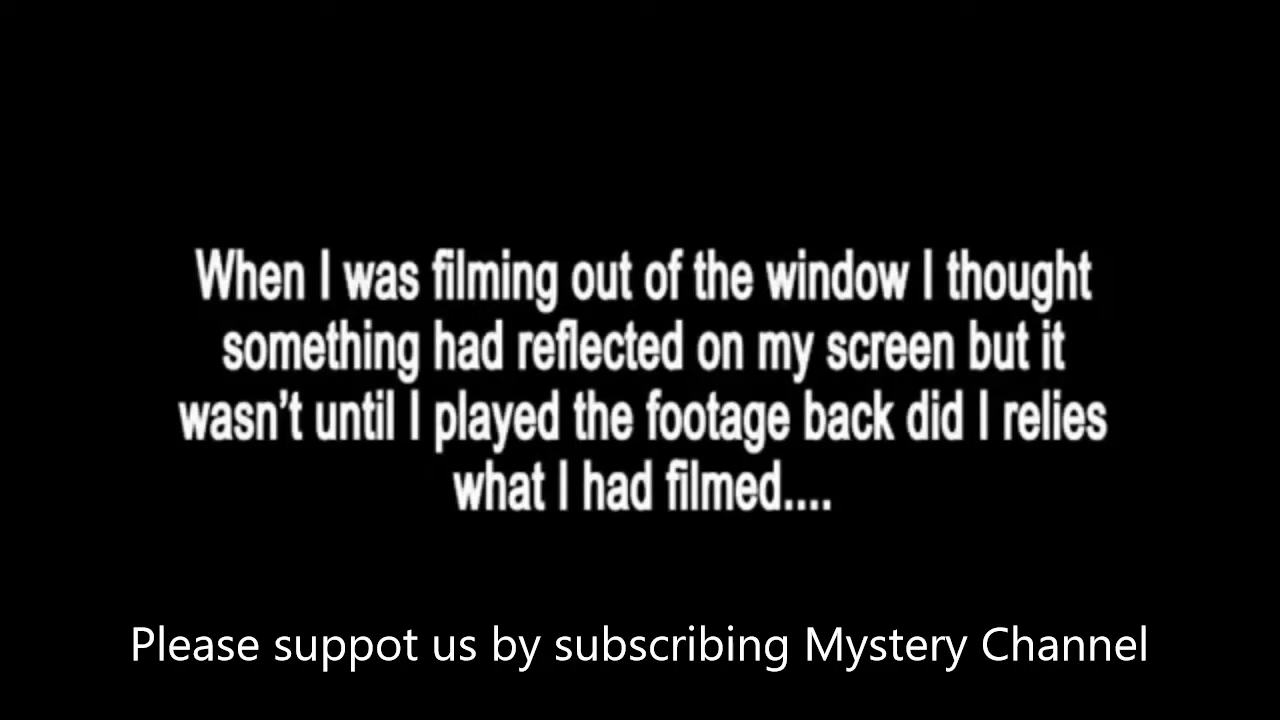 When I was filming out of the window I thought
something had reflected on my screen but it
wasn’t until I played the footage back did I relies
what I had filmed....
Please suppot us by subscribing Mystery Channel